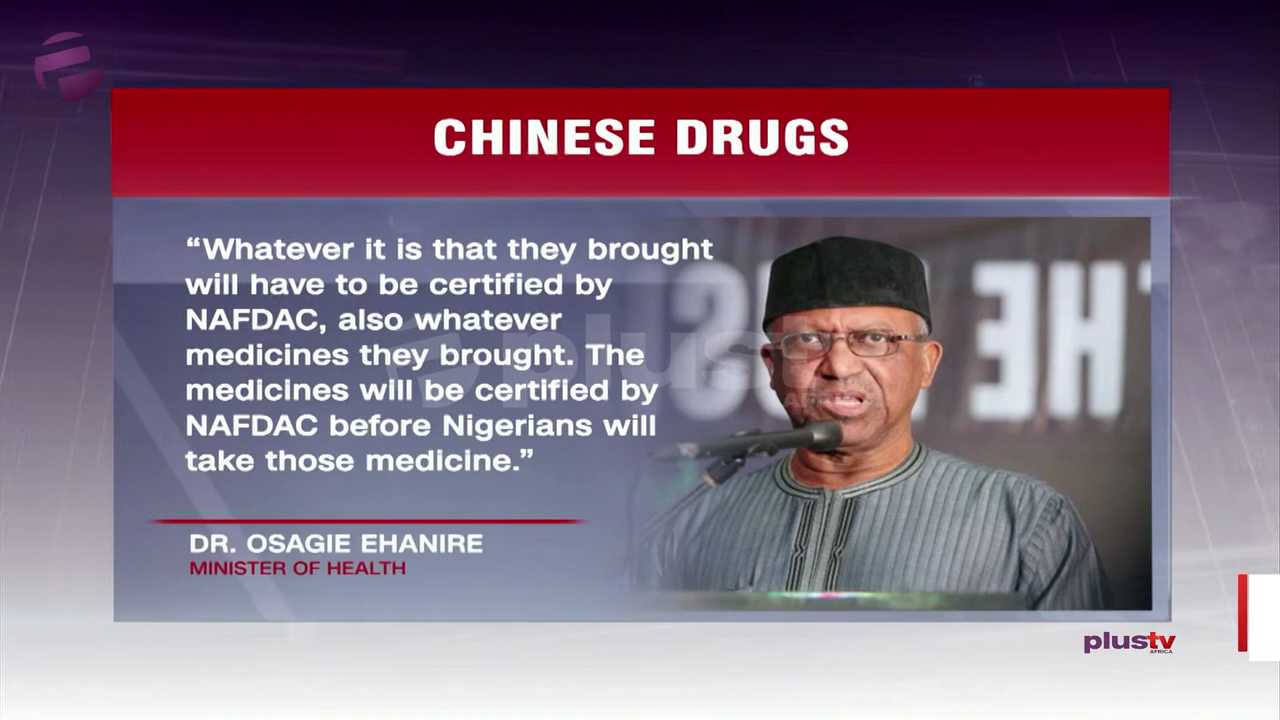 CHINESE DRUGS
“Whatever it is that they brought
will have to be certified by
NAFDAC, also whatever
medicines they brought. The
medicines will be certified by
NAFDAC before Nigerians will
take those medicine.”
DR. OSAGIE EHANIRE
MINISTER OF HEALTH
HE
plustv
AFRICA